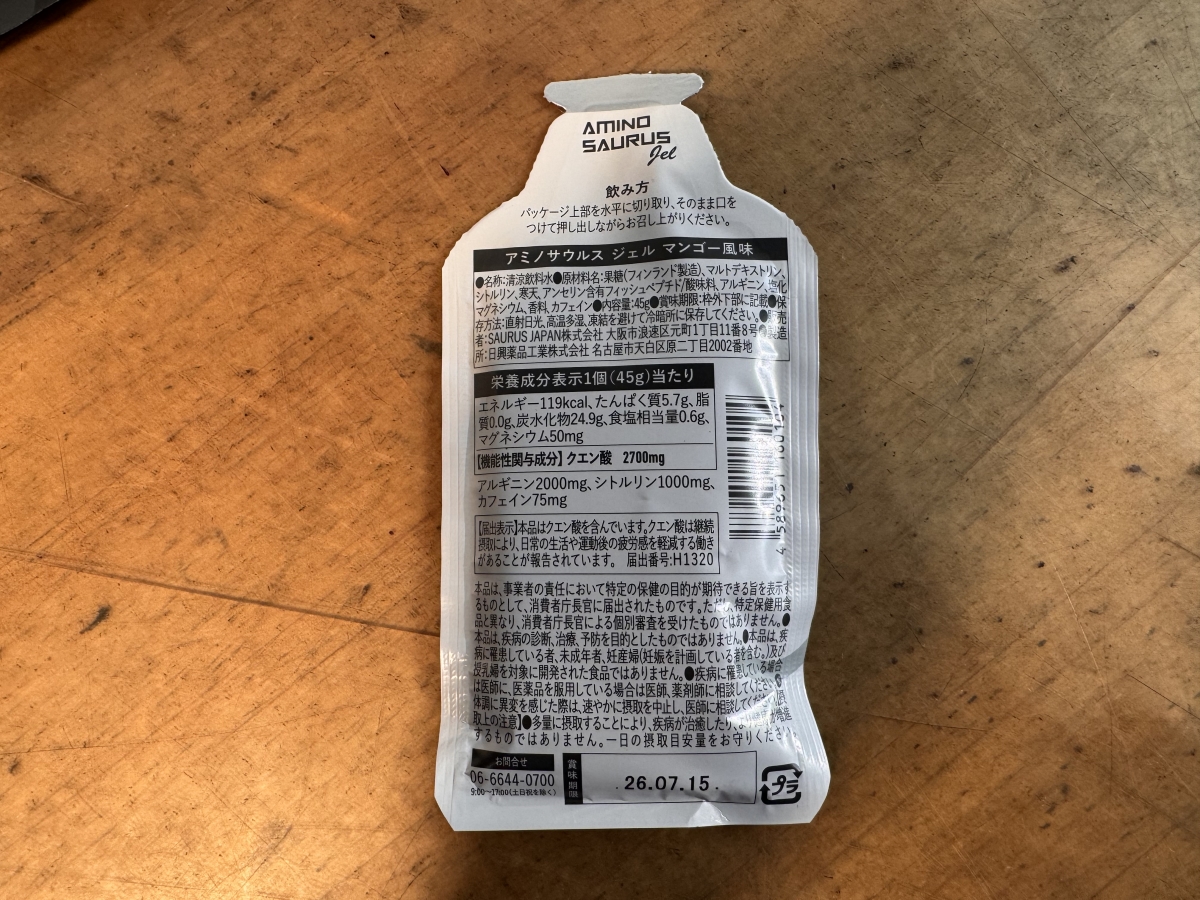 AMINO
SAURUS
Jel
飲み方
パッケージ上部を水平に切り取り、そのまま口を
つけて押し出しながらお召し上がりください。
アミノサウルス ジェル マンゴー風味
●名称:清涼飲料水●原材料名:果糖(フィンランド製造)、マルトデキストリン、
シトルリン、寒天、アンセリン含有フィッシュペプチド/酸味料、アルギニン、塩化
マグネシウム、香料、カフェイン●内容量:45g●賞味期限:枠外下部に記載●保
存方法:直射日光、高温多湿、凍結を避けて冷暗所に保存してください。●販売
者:SAURUS JAPAN株式会社 大阪市浪速区元町1丁目11番8号●製造
所:日興薬品工業株式会社 名古屋市天白区原二丁目2002番地
栄養成分表示1個(45g)当たり
エネルギー119kcal、たんぱく質5.7g、脂
質0.0g、炭水化物24.9g、食塩相当量0.6g、
マグネシウム50mg
【機能性関与成分】クエン酸 2700mg
アルギニン2000mg、シトルリン1000mg、
カフェイン75mg
【届出表示】本品はクエン酸を含んでいます。クエン酸は継続
摂取により、日常の生活や運動後の疲労感を軽減する働き
があることが報告されています。 届出番号:H1320
本品は、事業者の責任において特定の保健の目的が期待できる旨を表示す
るものとして、消費者庁長官に届出されたものです。ただし、特定保健用食
品と異なり、消費者庁長官による個別審査を受けたものではありません。●
本品は、疾病の診断、治療、予防を目的としたものではありません。●本品は、疾
病に罹患している者、未成年者、妊産婦(妊娠を計画している者を含む。)及び
授乳婦を対象に開発された食品ではありません。●疾病に罹患している場合
は医師に、医薬品を服用している場合は医師、薬剤師に相談してください。●
体調に異変を感じた際は、速やかに摂取を中止し、医師に相談してください。【摂
取上の注意】●多量に摂取することにより、疾病が治癒したり、より健康が増進
するものではありません。一日の摂取目安量をお守りください。
お問合せ
06-6644-0700
9:00~17:00(土日祝を除く)
賞味期限
26.07.15
プラ